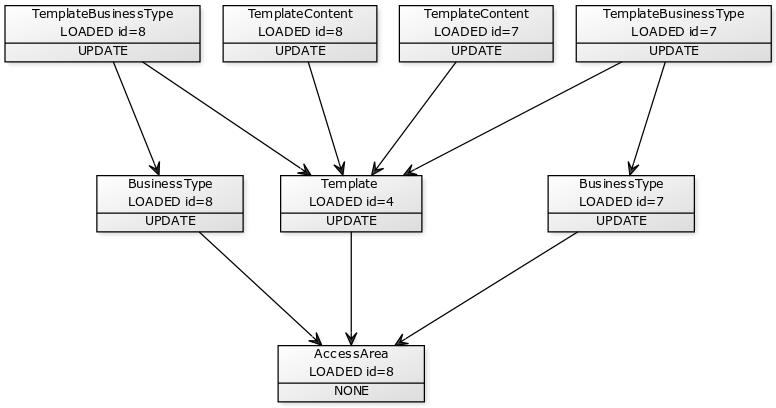 TemplateBusinessType
LOADED id=8
UPDATE
TemplateContent
LOADED id=8
UPDATE
TemplateContent
LOADED id=7
UPDATE
TemplateBusinessType
LOADED id=7
UPDATE
BusinessType
LOADED id=8
UPDATE
Template
LOADED id=4
UPDATE
BusinessType
LOADED id=7
UPDATE
AccessArea
LOADED id=8
NONE